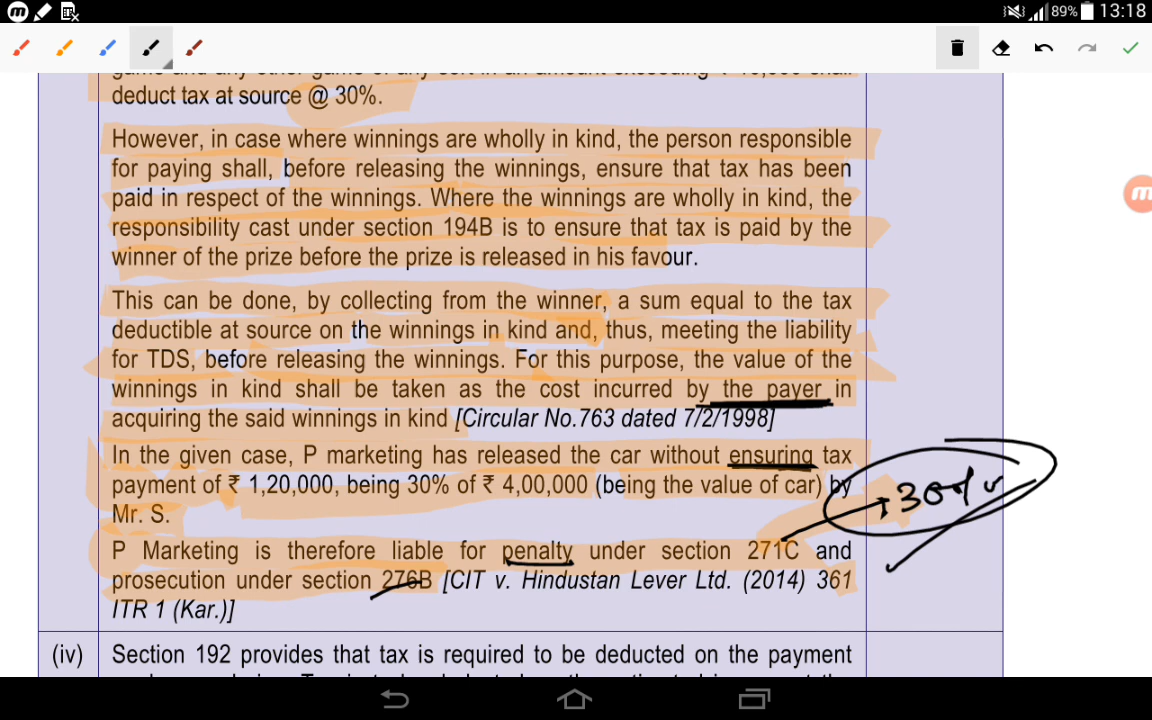 89% 13:18
deduct tax at source @ 30%.
However, in case where winnings are wholly in kind, the person responsible
for paying shall, before releasing the winnings, ensure that tax has been
paid in respect of the winnings. Where the winnings are wholly in kind, the
responsibility cast under section 194B is to ensure that tax is paid by the
winner of the prize before the prize is released in his favour.
This can be done, by collecting from the winner, a sum equal to the tax
deductible at source on the winnings in kind and, thus, meeting the liability
for TDS, before releasing the winnings. For this purpose, the value of the
winnings in kind shall be taken as the cost incurred by the payer in
acquiring the said winnings in kind [Circular No.763 dated 7/2/1998]
In the given case, P marketing has released the car without ensuring tax
payment of ₹ 1,20,000, being 30% of ₹ 4,00,000 (being the value of car) by
Mr. S.
P Marketing is therefore liable for penalty under section 271C and
prosecution under section 276B [CIT v. Hindustan Lever Ltd. (2014) 361
ITR 1 (Kar.)]
(iv) Section 192 provides that tax is required to be deducted on the payment